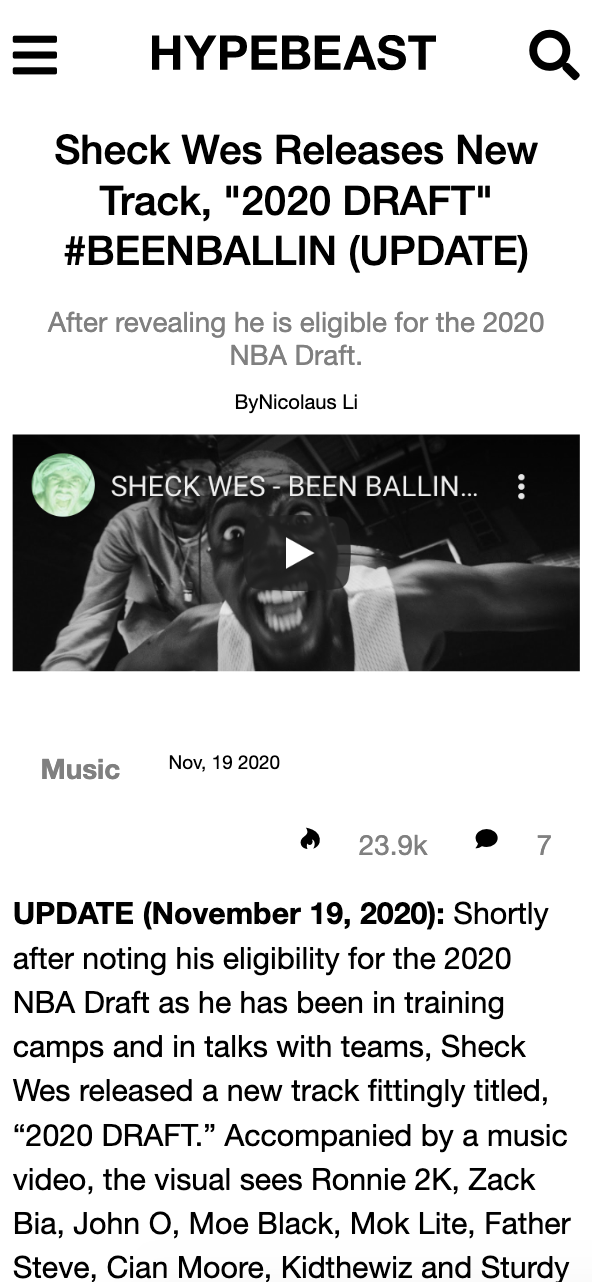 HYPEBEAST
Sheck Wes Releases New
Track, "2020 DRAFT"
#BEENBALLIN (UPDATE)
After revealing he is eligible for the 2020
NBA Draft.
ByNicolaus Li
SHECK WES - BEEN BALLIN...
Music
Nov, 19 2020
23.9k
7
UPDATE (November 19, 2020): Shortly
after noting his eligibility for the 2020
NBA Draft as he has been in training
camps and in talks with teams, Sheck
Wes released a new track fittingly titled,
“2020 DRAFT.” Accompanied by a music
video, the visual sees Ronnie 2K, Zack
Bia, John O, Moe Black, Mok Lite, Father
Steve, Cian Moore, Kidthewiz and Sturdy